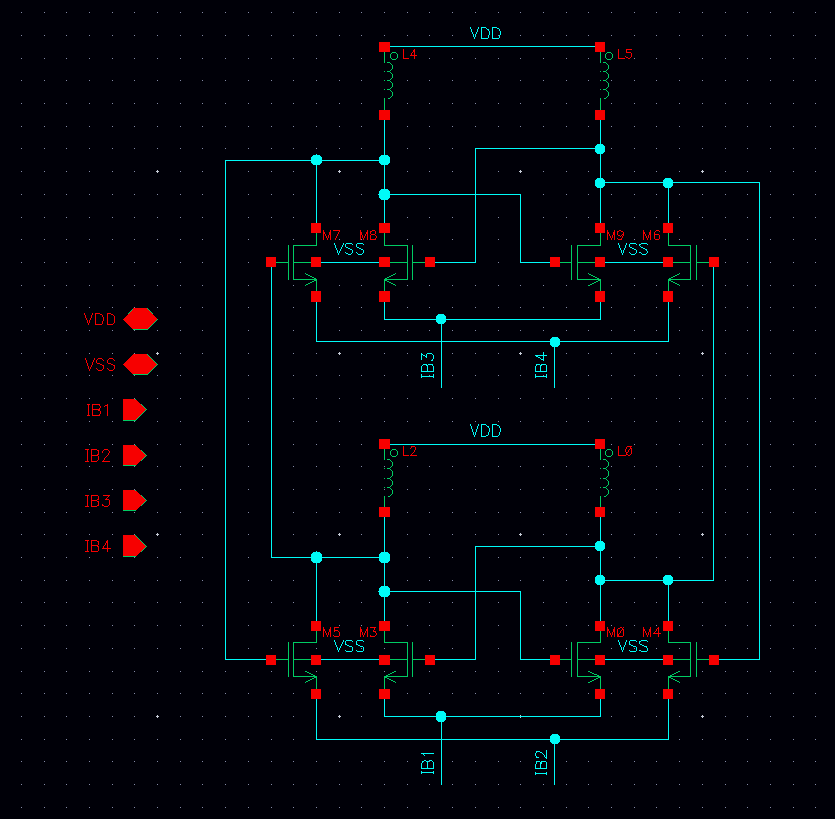 VDD
L4 L5
M7 M8 M9 M6
VSS VSS
VDD
VSS
IB3 IB4
IB1
VDD
L2 L0
IB2
IB3
IB4
M5 M3 M0 M4
VSS VSS
IB1 IB2